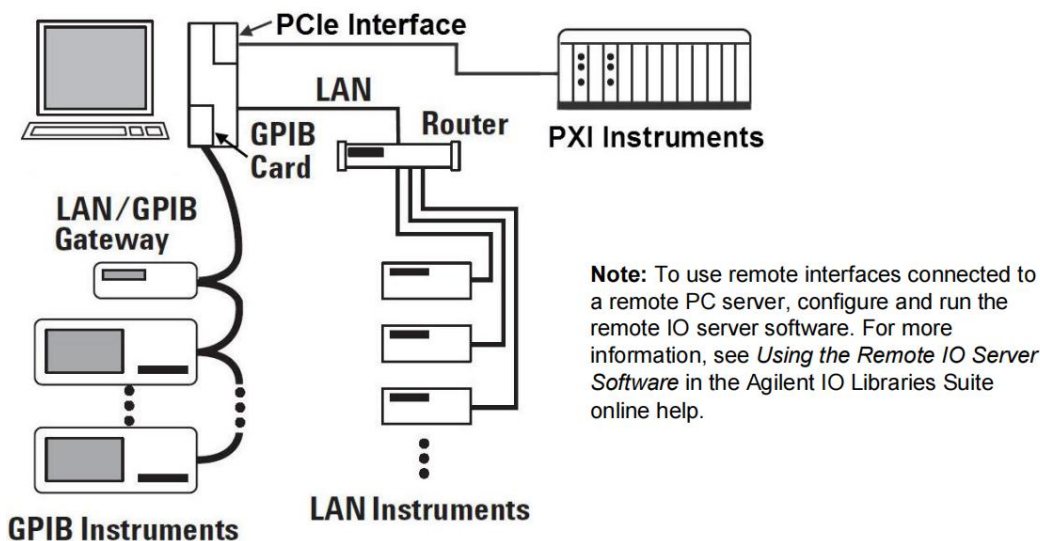 PCIe Interface
LAN
GPIB
Card
Router
PXI Instruments
LAN/GPIB
Gateway
Note: To use remote interfaces connected to
a remote PC server, configure and run the
remote IO server software. For more
information, see Using the Remote IO Server
Software in the Agilent IO Libraries Suite
online help.
LAN Instruments
GPIB Instruments